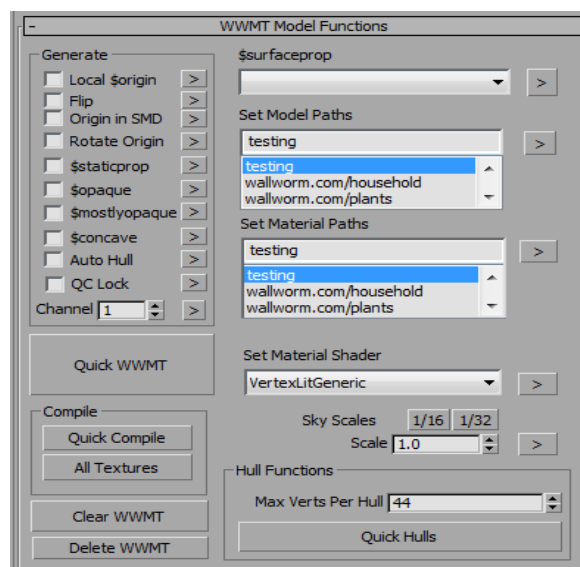 - WWMT Model Functions
Generate
Local $origin >
Flip >
Origin in SMD >
Rotate Origin >
$staticprop >
$opaque >
$mostlyopaque >
$concave >
Auto Hull >
QC Lock >
Channel 1 >
Quick WWMT
Compile
Quick Compile
All Textures
Clear WWMT
Delete WWMT
$surfaceprop
>
Set Model Paths
testing >
testing
wallworm.com/household
wallworm.com/plants
Set Material Paths
testing >
testing
wallworm.com/household
wallworm.com/plants
Set Material Shader
VertexLitGeneric >
Sky Scales 1/16 1/32
Scale 1.0 >
Hull Functions
Max Verts Per Hull 44
Quick Hulls